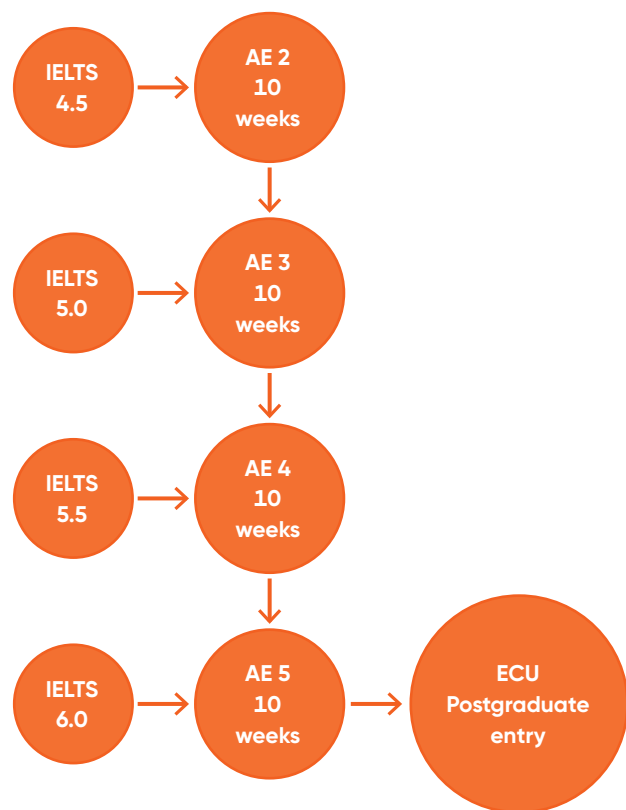 IELTS
4.5
AE 2
10
weeks
IELTS
5.0
AE 3
10
weeks
IELTS
5.5
AE 4
10
weeks
IELTS
6.0
AE 5
10
weeks
ECU
Postgraduate
entry